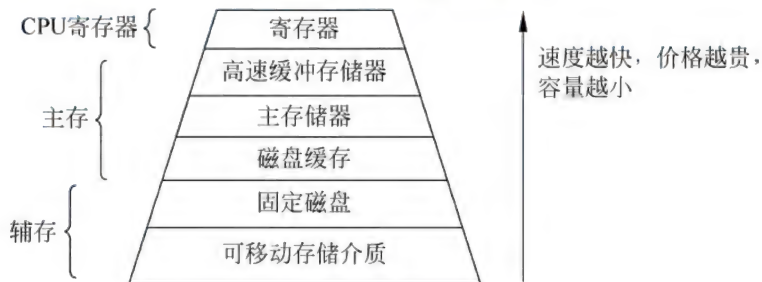 CPU寄存器
寄存器
高速缓冲存储器
主存
主存储器
磁盘缓存
辅存
固定磁盘
可移动存储介质
速度越快，价格越贵，
容量越小